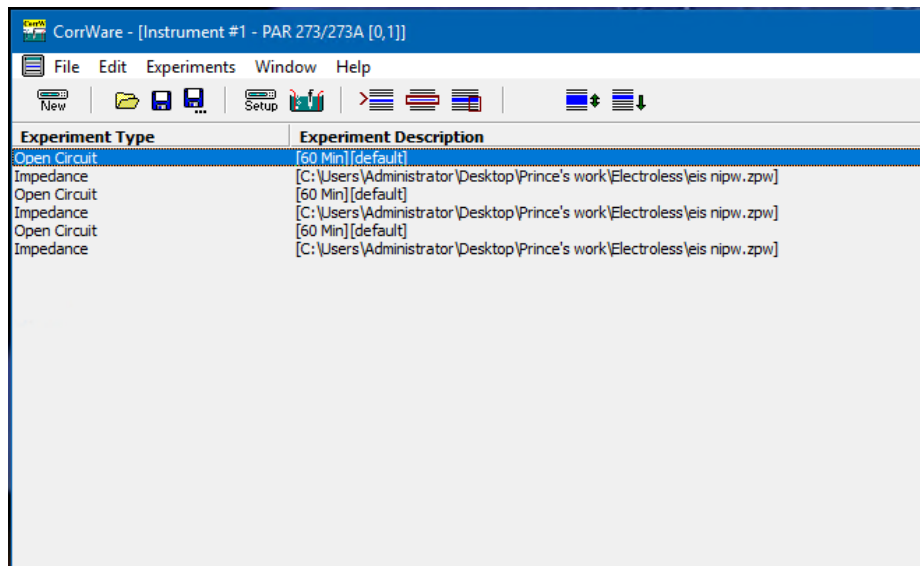 CorrW
CorrWare - [Instrument #1 - PAR 273/273A [0,1]]
File Edit Experiments Window Help
New Setup
Experiment Type Experiment Description
Open Circuit [60 Min][default]
Impedance [C:\Users\Administrator\Desktop\Prince's work\Electroless\eis nipw.zpw]
Open Circuit [60 Min][default]
Impedance [C:\Users\Administrator\Desktop\Prince's work\Electroless\eis nipw.zpw]
Open Circuit [60 Min][default]
Impedance [C:\Users\Administrator\Desktop\Prince's work\Electroless\eis nipw.zpw]